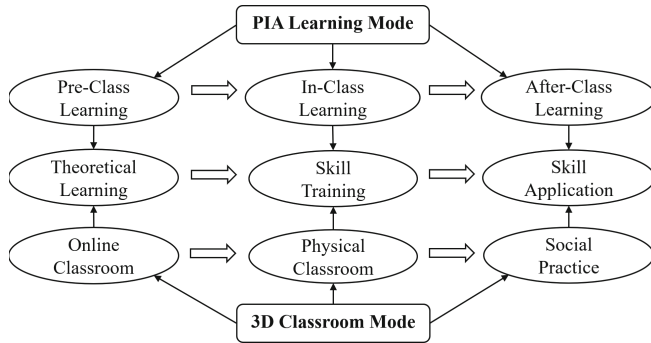 PIA Learning Mode
Pre-Class
Learning
In-Class
Learning
After-Class
Learning
Theoretical
Learning
Skill
Training
Skill
Application
Online
Classroom
Physical
Classroom
Social
Practice
3D Classroom Mode